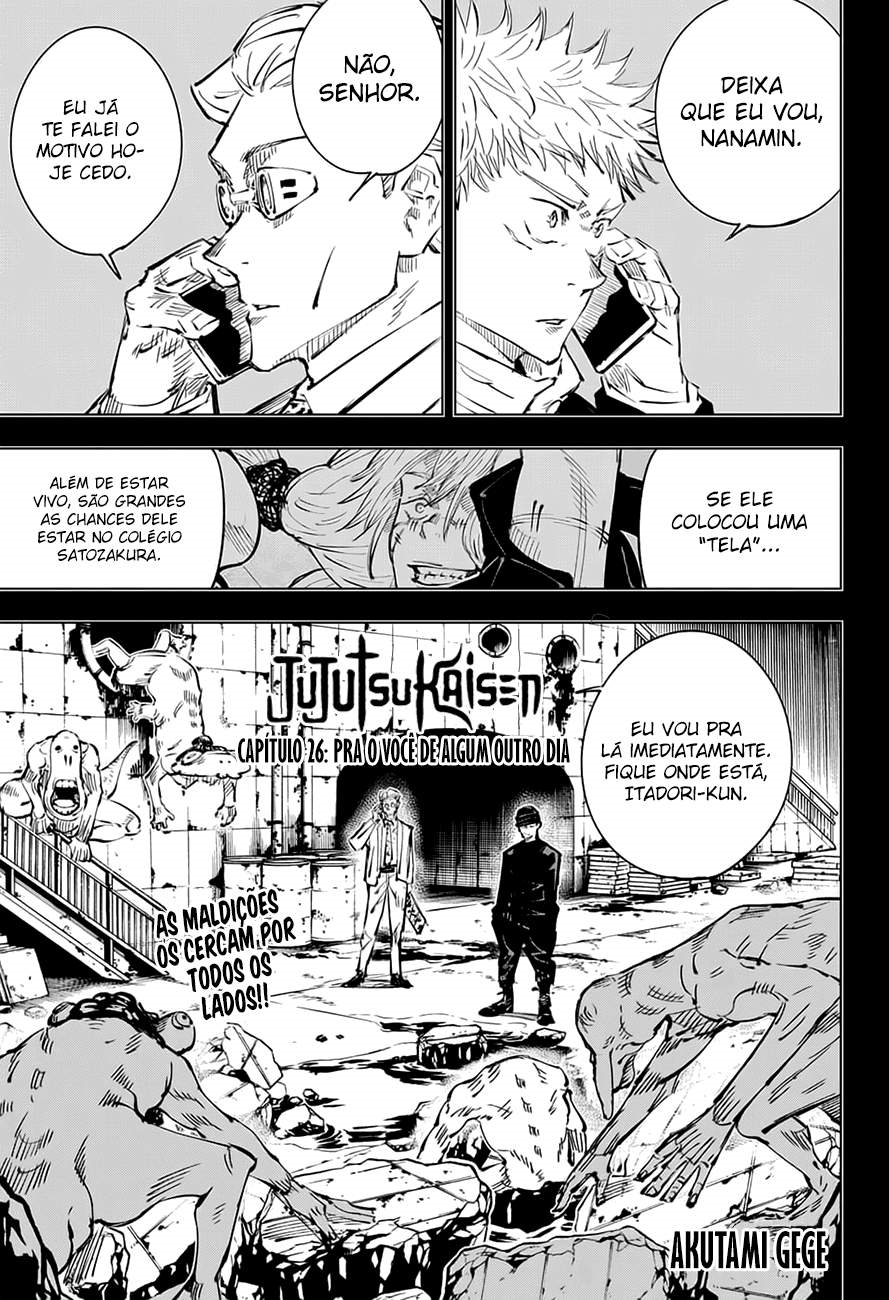 DEIXA
QUE EU VOU,
NANAMIN.
NÃO,
SENHOR.
EU JÁ
TE FALEI O
MOTIVO HO-
JE CEDO.
SE ELE
COLOCOU UMA
“TELA”...
ALÉM DE ESTAR
VIVO, SÃO GRANDES
AS CHANCES DELE
ESTAR NO COLÉGIO
SATOZAKURA.
JUJUTSU KAISEN
CAPÍTULO 26: PRA O VOCÊ DE ALGUM OUTRO DIA
EU VOU PRA
LÁ IMEDIATAMENTE.
FIQUE ONDE ESTÁ,
ITADORI-KUN.
AS MALDIÇÕES
OS CERCAM POR
TODOS OS
LADOS!!
AKUTAMI GEGE